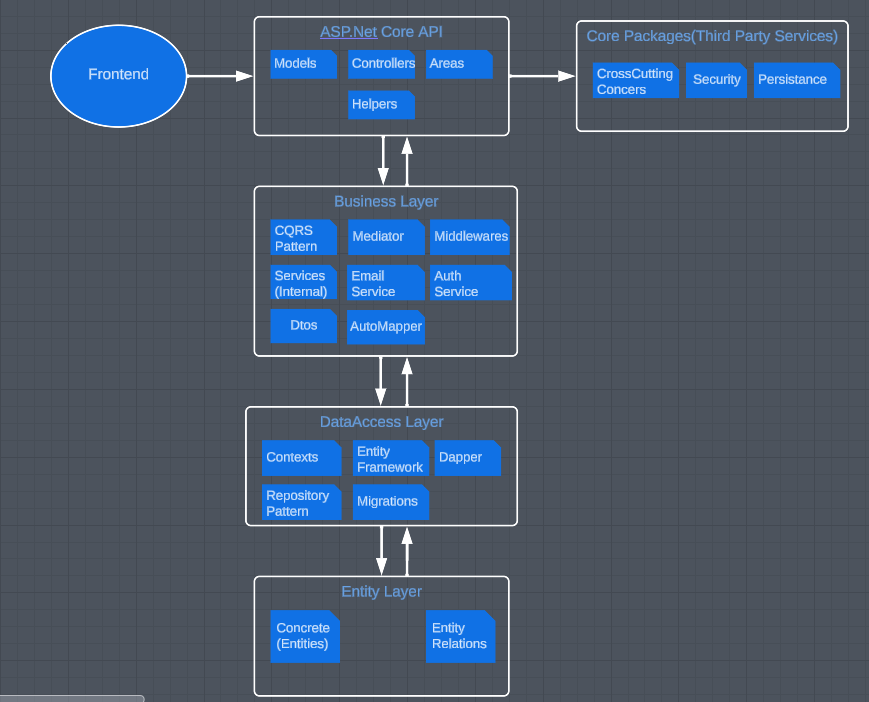 Frontend
ASP.Net Core API
Models
Controllers
Areas
Helpers
Core Packages(Third Party Services)
CrossCutting
Concers
Security
Persistance
Business Layer
CQRS
Pattern
Mediator
Middlewares
Services
(Internal)
Email
Service
Auth
Service
Dtos
AutoMapper
DataAccess Layer
Contexts
Entity
Framework
Dapper
Repository
Pattern
Migrations
Entity Layer
Concrete
(Entities)
Entity
Relations